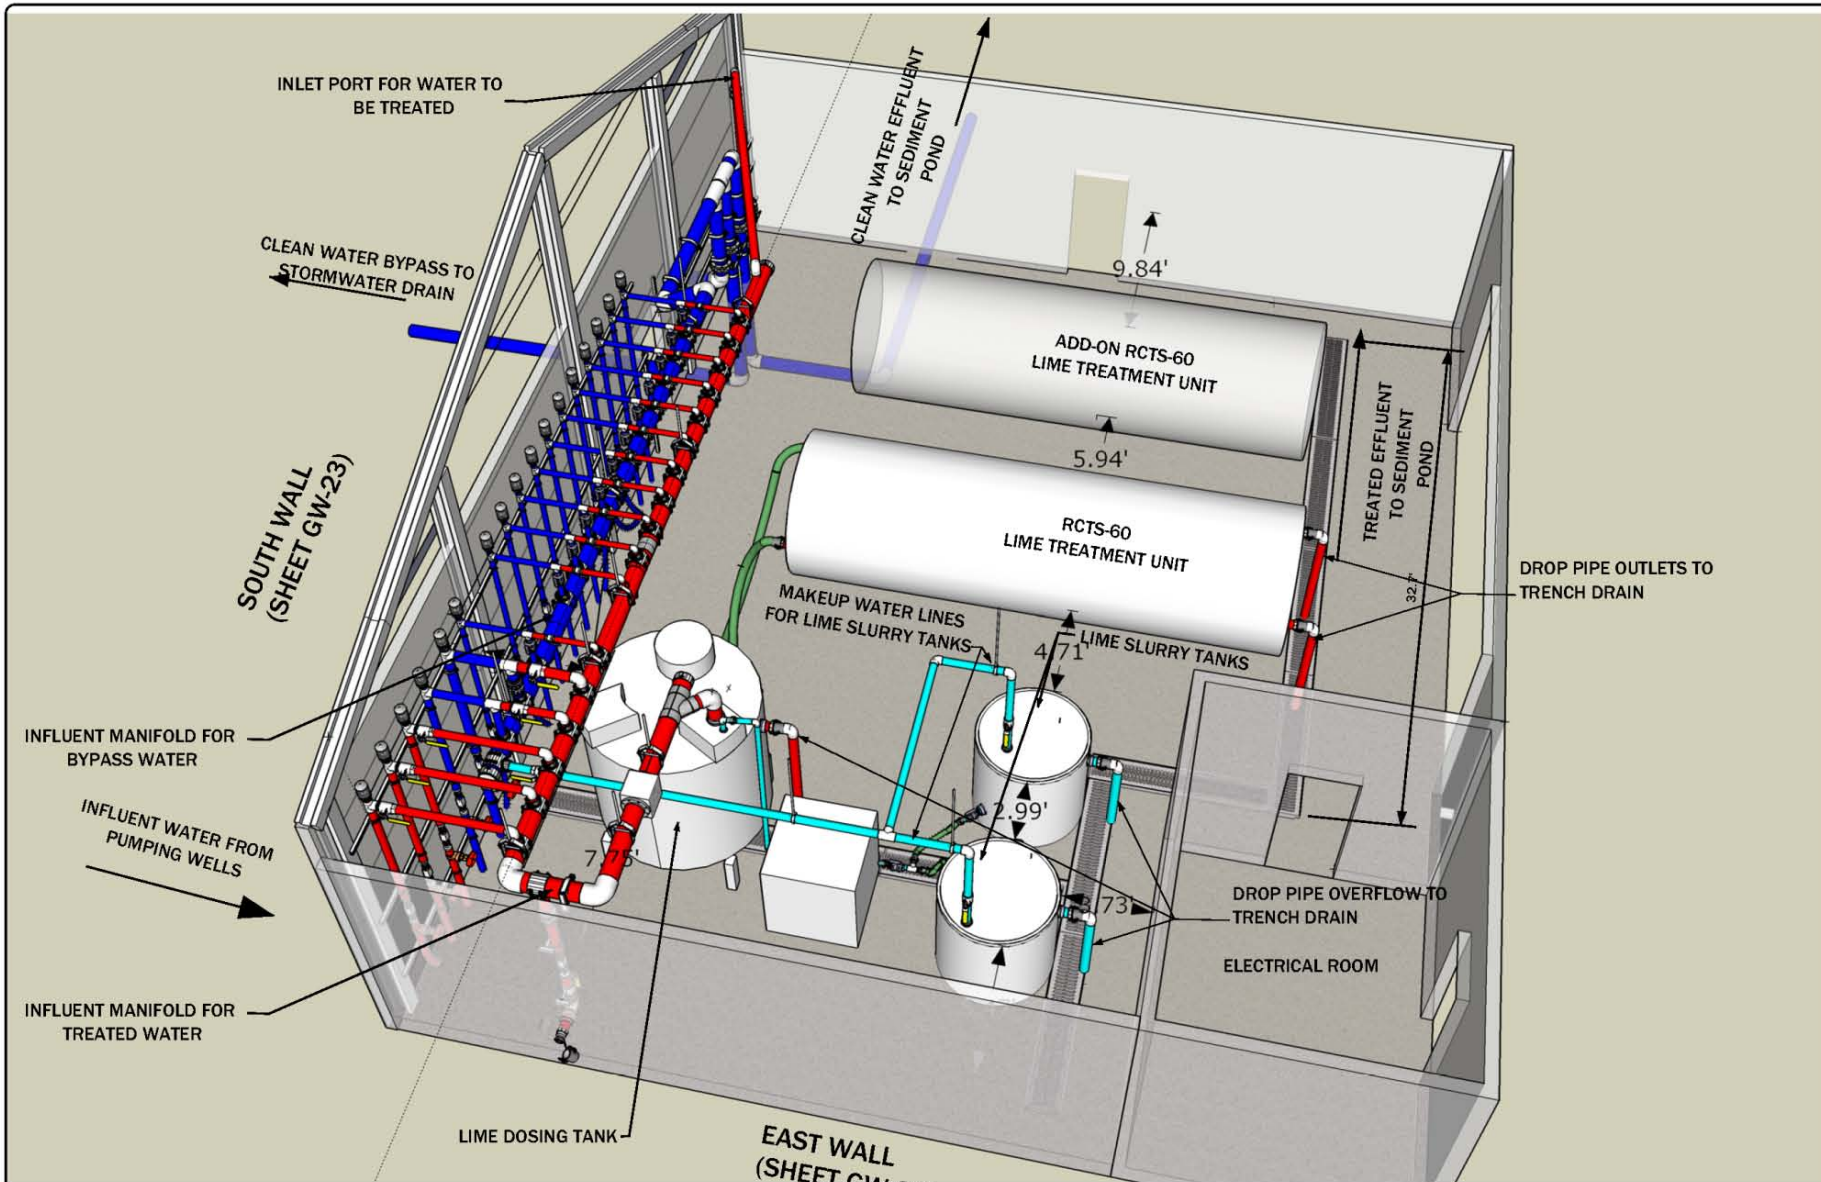 INLET PORT FOR WATER TO
BE TREATED
CLEAN WATER EFFLUENT
TO SEDIMENT
POND
CLEAN WATER BYPASS TO
STORMWATER DRAIN
9.84'
ADD-ON RCTS-60
LIME TREATMENT UNIT
5.94'
TREATED EFFLUENT
TO SEDIMENT
POND
SOUTH WALL
(SHEET GW-23)
RCTS-60
LIME TREATMENT UNIT
32.7'
DROP PIPE OUTLETS TO
TRENCH DRAIN
MAKEUP WATER LINES
FOR LIME SLURRY TANKS
LIME SLURRY TANKS
4.71'
INFLUENT MANIFOLD FOR
BYPASS WATER
INFLUENT WATER FROM
PUMPING WELLS
2.99'
7.75'
3.73'
DROP PIPE OVERFLOW TO
TRENCH DRAIN
ELECTRICAL ROOM
INFLUENT MANIFOLD FOR
TREATED WATER
LIME DOSING TANK
EAST WALL
(SHEET